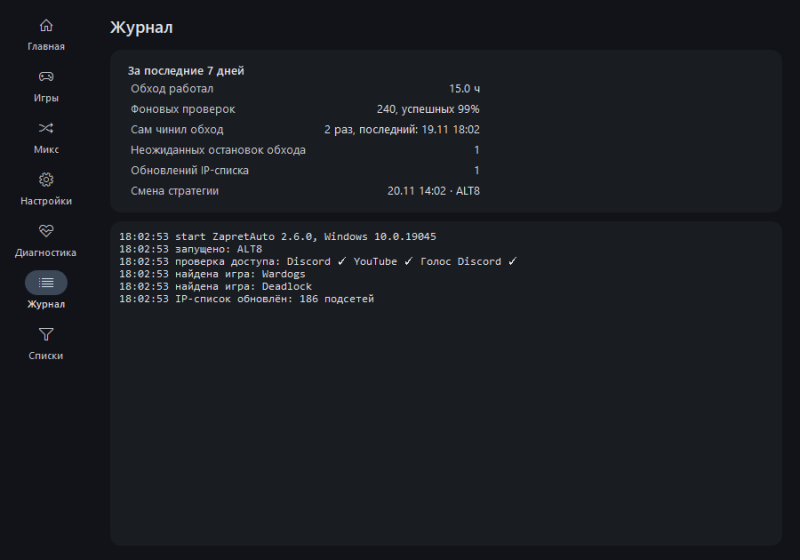 Журнал
Главная
Игры
Микс
Настройки
Диагностика
Журнал
Списки
За последние 7 дней
Обход работал 15.0 ч
Фоновых проверок 240, успешных 99%
Сам чинил обход 2 раз, последний: 19.11 18:02
Неожиданных остановок обхода 1
Обновлений IP-списка 1
Смена стратегии 20.11 14:02 · ALT8
18:02:53 start ZapretAuto 2.6.0, Windows 10.0.19045
18:02:53 запущено: ALT8
18:02:53 проверка доступа: Discord ✓ YouTube ✓ Голос Discord ✓
18:02:53 найдена игра: Wardogs
18:02:53 найдена игра: Deadlock
18:02:53 IP-список обновлён: 186 подсетей